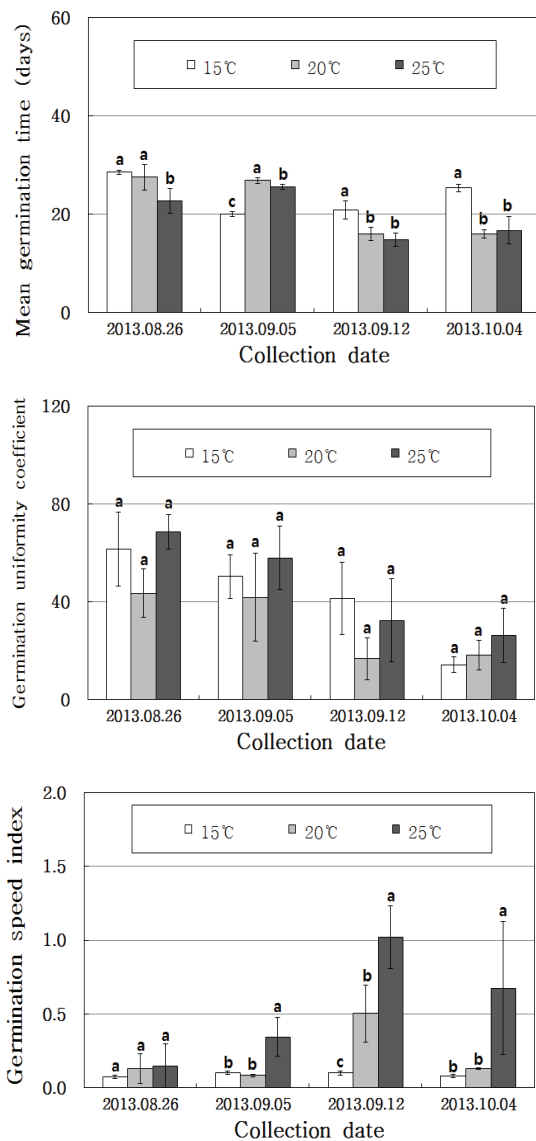 60
40
20
0
Mean germination time (days)
15℃ 20℃ 25℃
a a b
c a b
a b b
a b b
2013.08.26 2013.09.05 2013.09.12 2013.10.04
Collection date
120
80
40
0
Germination uniformity coefficient
15℃ 20℃ 25℃
a a a
a a a
a a a
a a a
2013.08.26 2013.09.05 2013.09.12 2013.10.04
Collection date
2.0
1.5
1.0
0.5
0.0
Germination speed index
15℃ 20℃ 25℃
a a a
b b a
c b a
b b a
2013.08.26 2013.09.05 2013.09.12 2013.10.04
Collection date